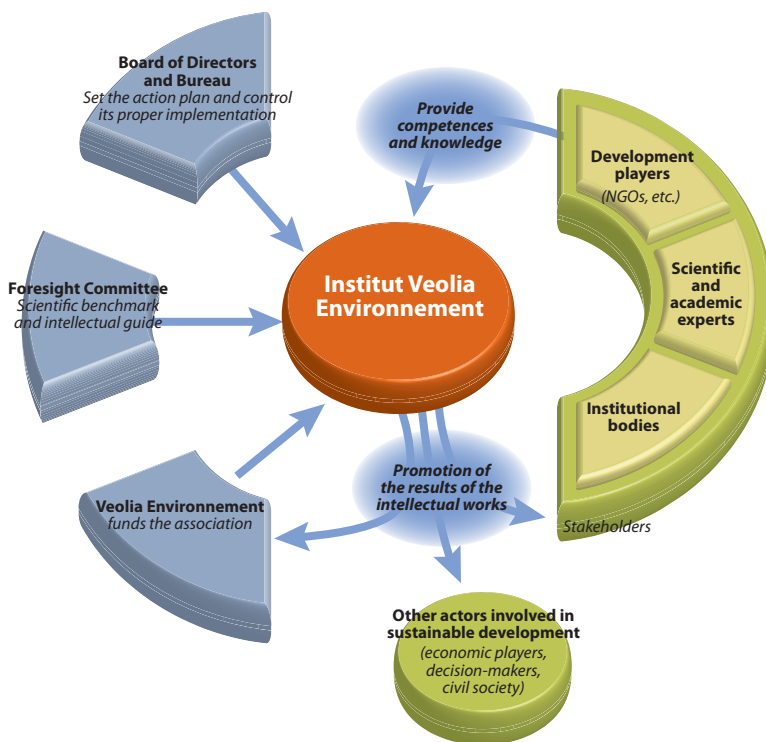 Board of Directors
and Bureau
Set the action plan and control
its proper implementation
Provide
competences
and knowledge
Development
players
(NGOs, etc.)
Foresight Committee
Scientific benchmark
and intellectual guide
Institut Veolia
Environnement
Scientific
and
academic
experts
Institutional
bodies
Veolia Environnement
funds the association
Promotion of
the results of the
intellectual works
Stakeholders
Other actors involved in
sustainable development
(economic players,
decision-makers,
civil society)